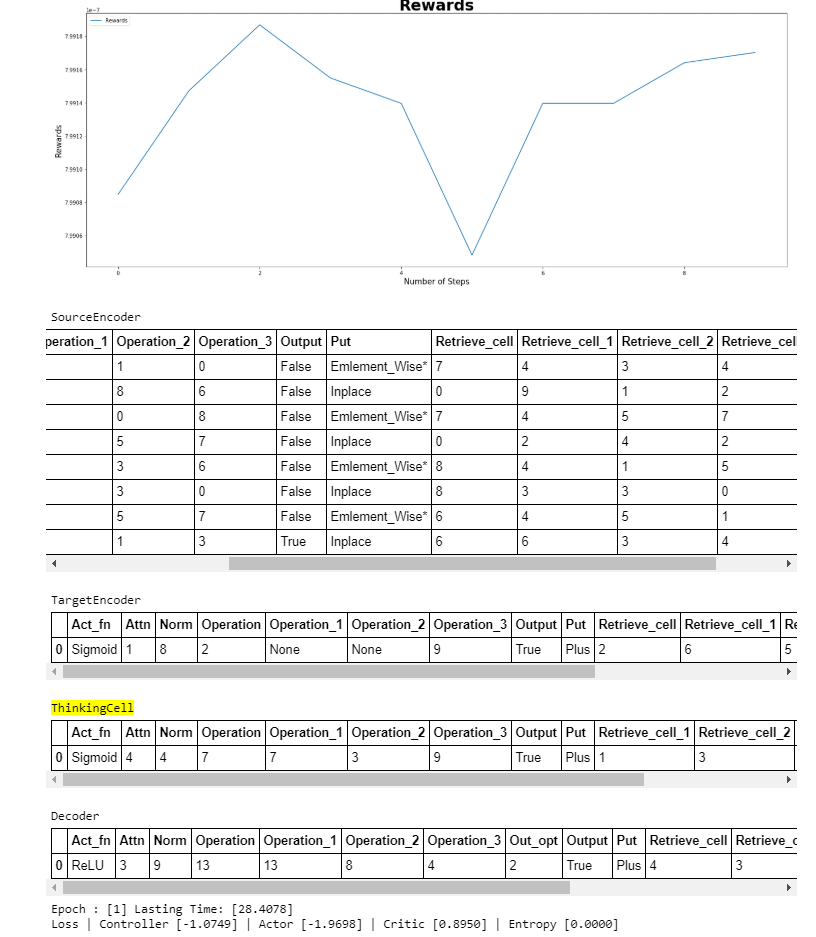 Rewards
1e−7
Rewards
7.9918
7.9916
7.9914
7.9912
7.9910
7.9908
7.9906
Rewards
0 2 4 6 8
Number of Steps
SourceEncoder
peration_1 Operation_2 Operation_3 Output Put Retrieve_cell Retrieve_cell_1 Retrieve_cell_2 Retrieve_cel
1 0 False Emlement_Wise* 7 4 3 4
8 6 False Inplace 0 9 1 2
0 8 False Emlement_Wise* 7 4 5 7
5 7 False Inplace 0 2 4 2
3 6 False Emlement_Wise* 8 4 1 5
3 0 False Inplace 8 3 3 0
5 7 False Emlement_Wise* 6 4 5 1
1 3 True Inplace 6 6 3 4
TargetEncoder
Act_fn Attn Norm Operation Operation_1 Operation_2 Operation_3 Output Put Retrieve_cell Retrieve_cell_1 Re
0 Sigmoid 1 8 2 None None 9 True Plus 2 6 5
ThinkingCell
Act_fn Attn Norm Operation Operation_1 Operation_2 Operation_3 Output Put Retrieve_cell_1 Retrieve_cell_2
0 Sigmoid 4 4 7 7 3 9 True Plus 1 3
Decoder
Act_fn Attn Norm Operation Operation_1 Operation_2 Operation_3 Out_opt Output Put Retrieve_cell Retrieve_c
0 ReLU 3 9 13 13 8 4 2 True Plus 4 3
Epoch : [1] Lasting Time: [28.4078]
Loss | Controller [-1.0749] | Actor [-1.9698] | Critic [0.8950] | Entropy [0.0000]